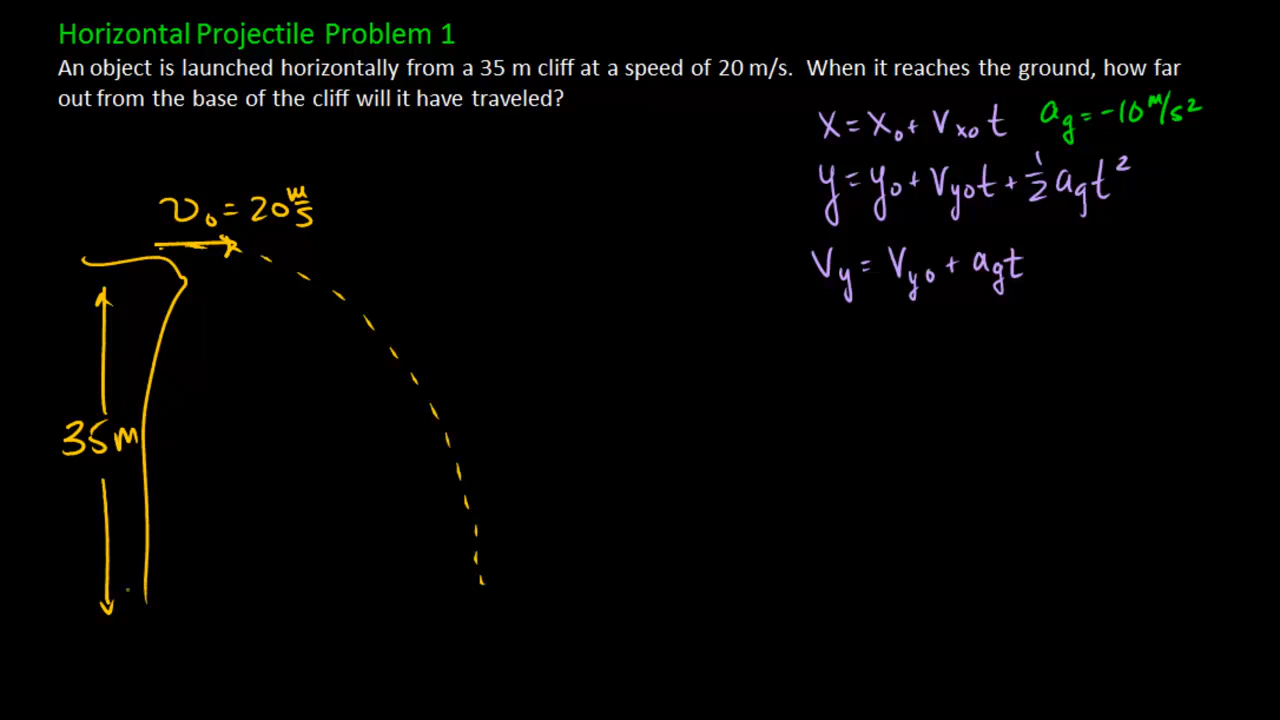 Horizontal Projectile Problem 1
An object is launched horizontally from a 35 m cliff at a speed of 20 m/s. When it reaches the ground, how far
out from the base of the cliff will it have traveled?
x = x₀ + vₓ₀ t
a_g = -10 m/s²
y = y₀ + v_y₀ t + ½ a_g t²
v₀ = 20 m/s
v_y = v_y₀ + a_g t
35 m